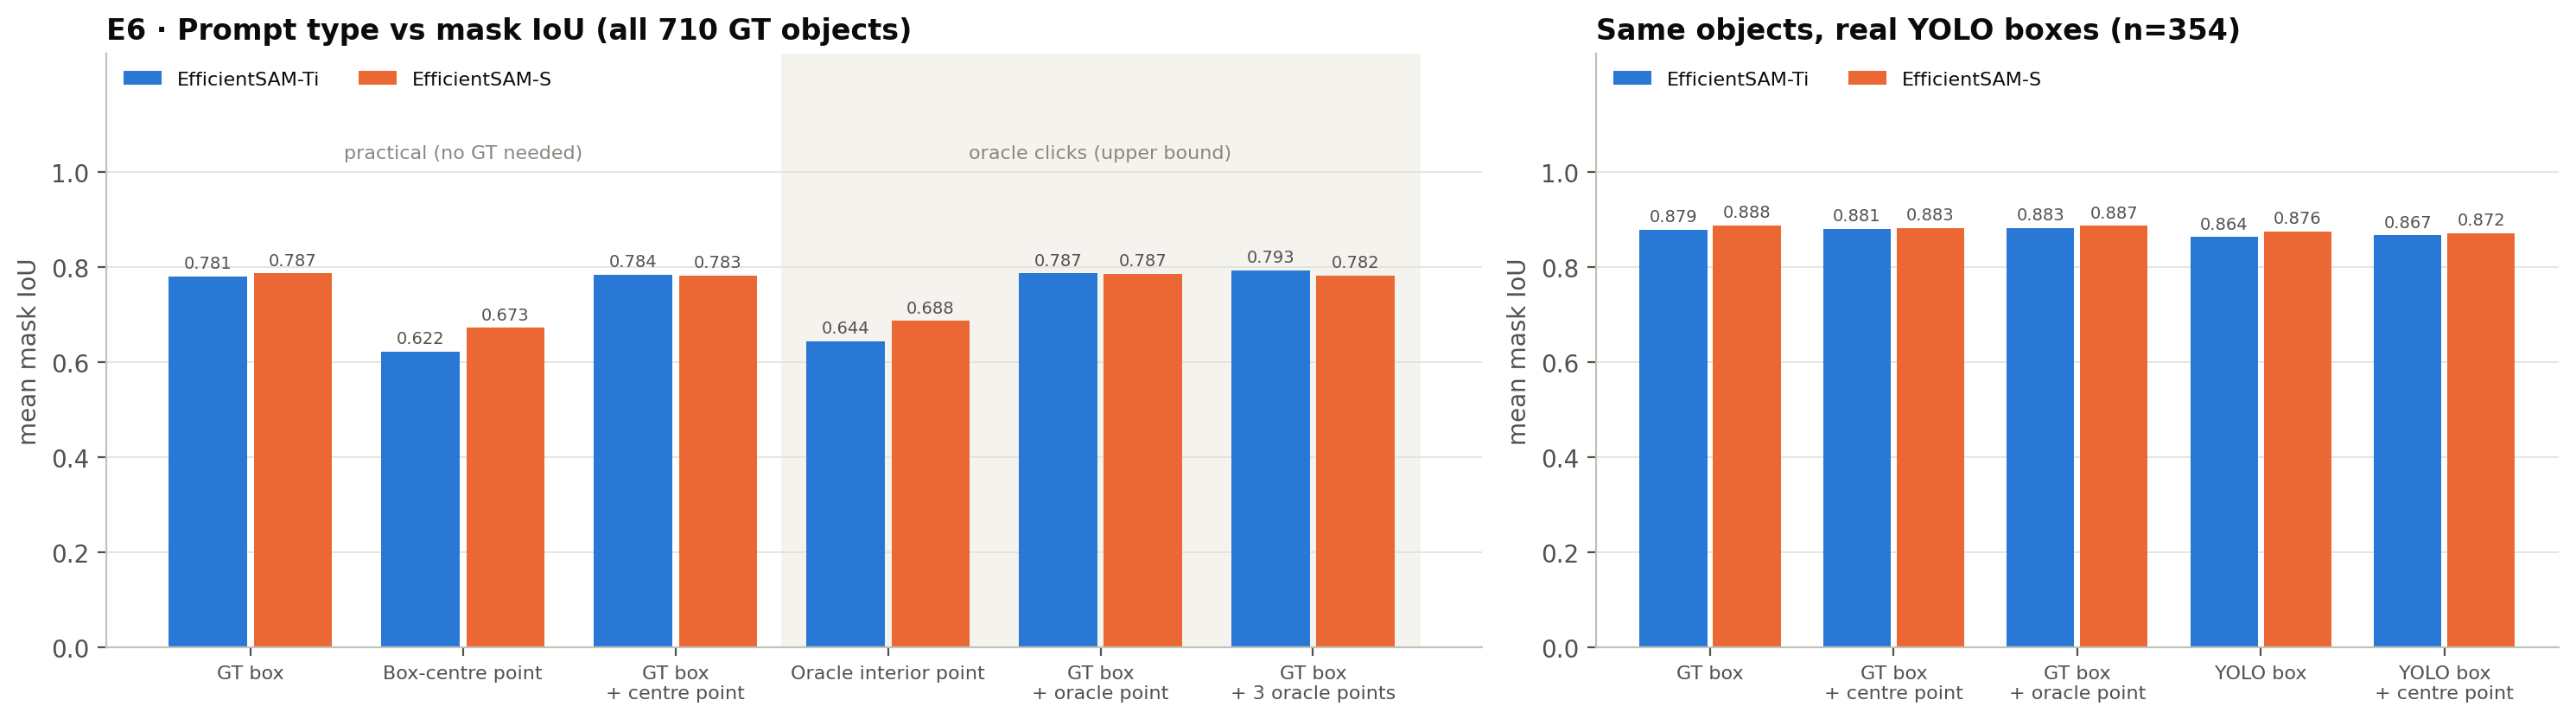 E6 · Prompt type vs mask IoU (all 710 GT objects)
EfficientSAM-Ti
EfficientSAM-S
practical (no GT needed)
oracle clicks (upper bound)
mean mask IoU
1.0
0.8
0.6
0.4
0.2
0.0
0.781
0.787
0.622
0.673
0.784
0.783
0.644
0.688
0.787
0.787
0.793
0.782
GT box
Box-centre point
GT box
+ centre point
Oracle interior point
GT box
+ oracle point
GT box
+ 3 oracle points
Same objects, real YOLO boxes (n=354)
EfficientSAM-Ti
EfficientSAM-S
mean mask IoU
1.0
0.8
0.6
0.4
0.2
0.0
0.879
0.888
0.881
0.883
0.883
0.887
0.864
0.876
0.867
0.872
GT box
GT box
+ centre point
GT box
+ oracle point
YOLO box
YOLO box
+ centre point